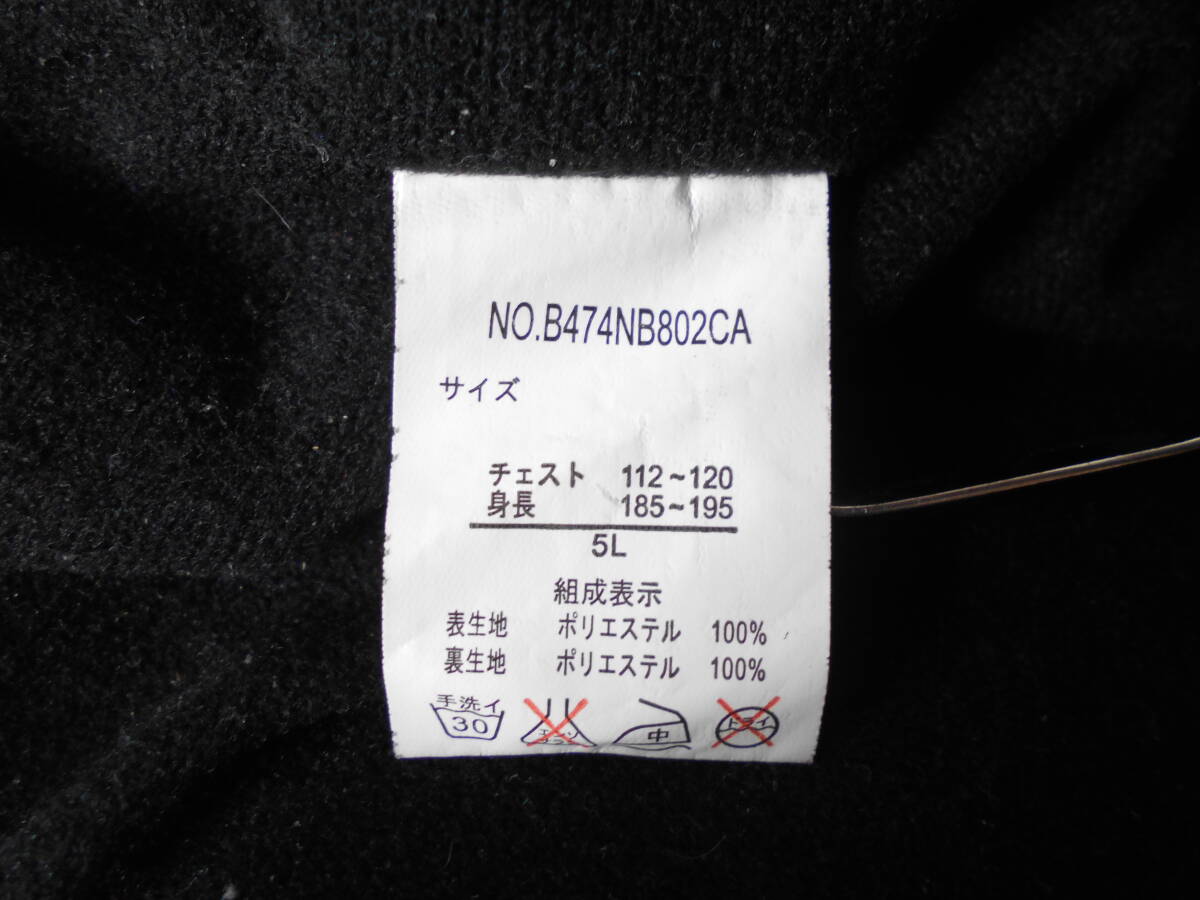 NO.B474NB802CA
サイズ
チェスト 112~120
身長 185~195
5L
組成表示
表生地 ポリエステル 100%
裏生地 ポリエステル 100%
手洗イ
30 中 ドライ